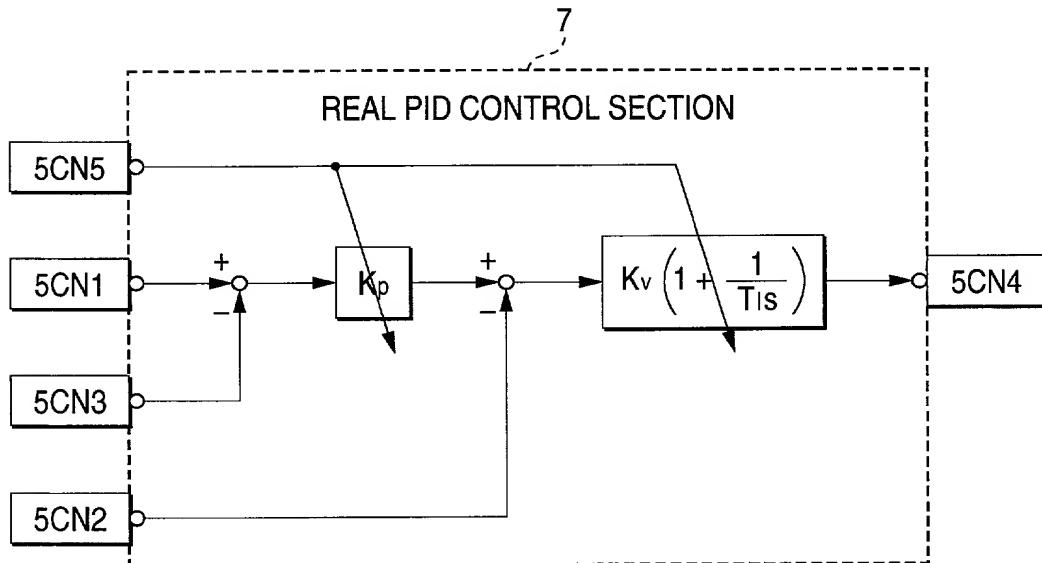 7
REAL PID CONTROL SECTION
5CN5
5CN1
+
−
Kp
+
−
Kv (1 + 1/TIs)
5CN4
5CN3
5CN2